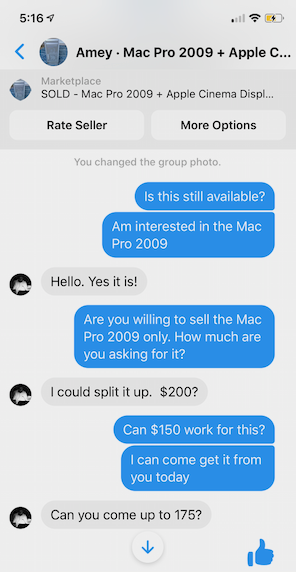 5:16
Amey · Mac Pro 2009 + Apple C...
Marketplace
SOLD - Mac Pro 2009 + Apple Cinema Displ...
Rate Seller
More Options
You changed the group photo.
Is this still available?
Am interested in the Mac
Pro 2009
Hello. Yes it is!
Are you willing to sell the Mac
Pro 2009 only. How much are
you asking for it?
I could split it up.  $200?
Can $150 work for this?
I can come get it from
you today
Can you come up to 175?